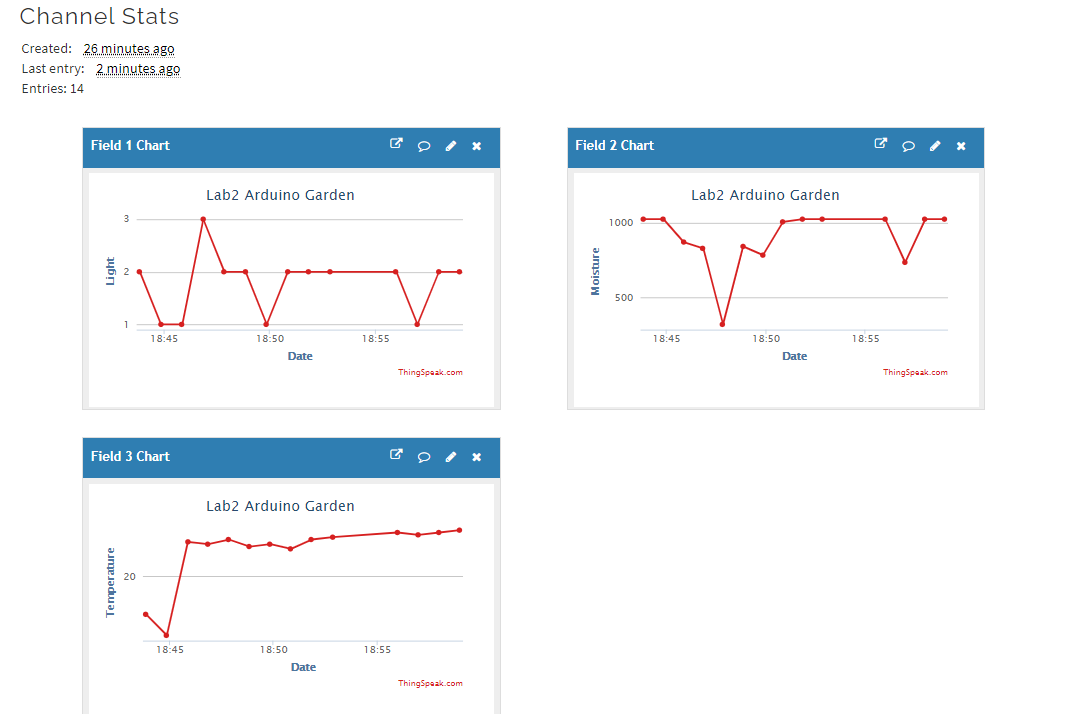 Channel Stats
Created: 26 minutes ago
Last entry: 2 minutes ago
Entries: 14
Field 1 Chart
Lab2 Arduino Garden
Light
3
2
1
18:45 18:50 18:55
Date
ThingSpeak.com
Field 2 Chart
Lab2 Arduino Garden
Moisture
1000
500
18:45 18:50 18:55
Date
ThingSpeak.com
Field 3 Chart
Lab2 Arduino Garden
Temperature
20
18:45 18:50 18:55
Date
ThingSpeak.com